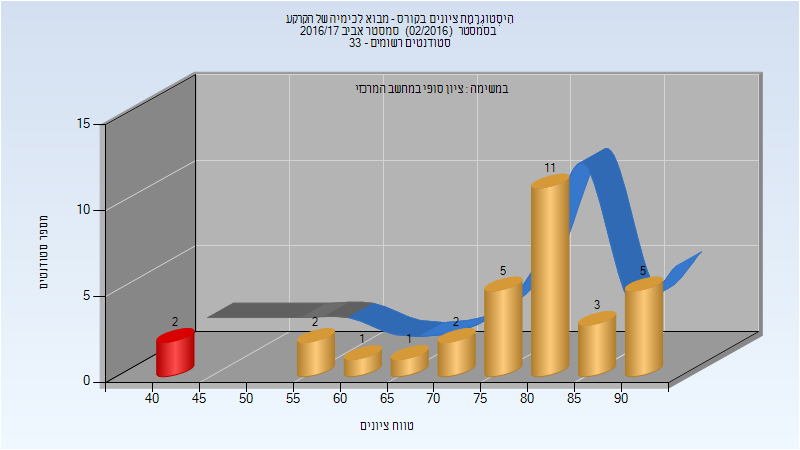 היסטוגרמת ציונים בקורס - מבוא לכימיה של הקרקע
בסמסטר (02/2016) סמסטר אביב 2016/17
סטודנטים רשומים - 33
במשימה : ציון סופי במחשב המרכזי
15
10
5
0
מספר סטודנטים
2
2
1
1
2
5
11
3
5
40 45 50 55 60 65 70 75 80 85 90
טווח ציונים